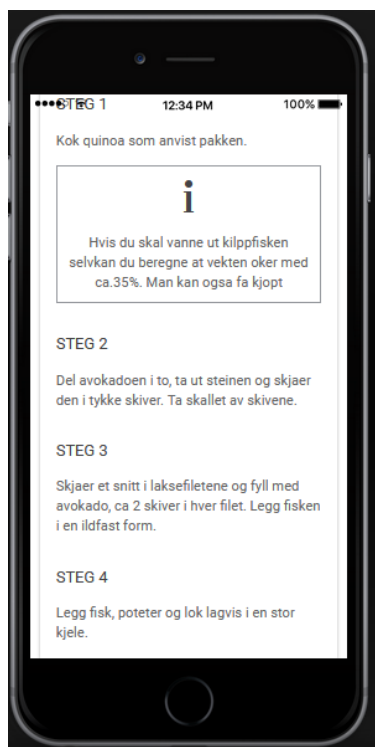 STEG 1
12:34 PM
100%
Kok quinoa som anvist pakken.
i
Hvis du skal vanne ut kilppfisken
selvkan du beregne at vekten oker med
ca.35%. Man kan ogsa fa kjopt
STEG 2
Del avokadoen i to, ta ut steinen og skjaer
den i tykke skiver. Ta skallet av skivene.
STEG 3
Skjaer et snitt i laksefiletene og fyll med
avokado, ca 2 skiver i hver filet. Legg fisken
i en ildfast form.
STEG 4
Legg fisk, poteter og lok lagvis i en stor
kjele.